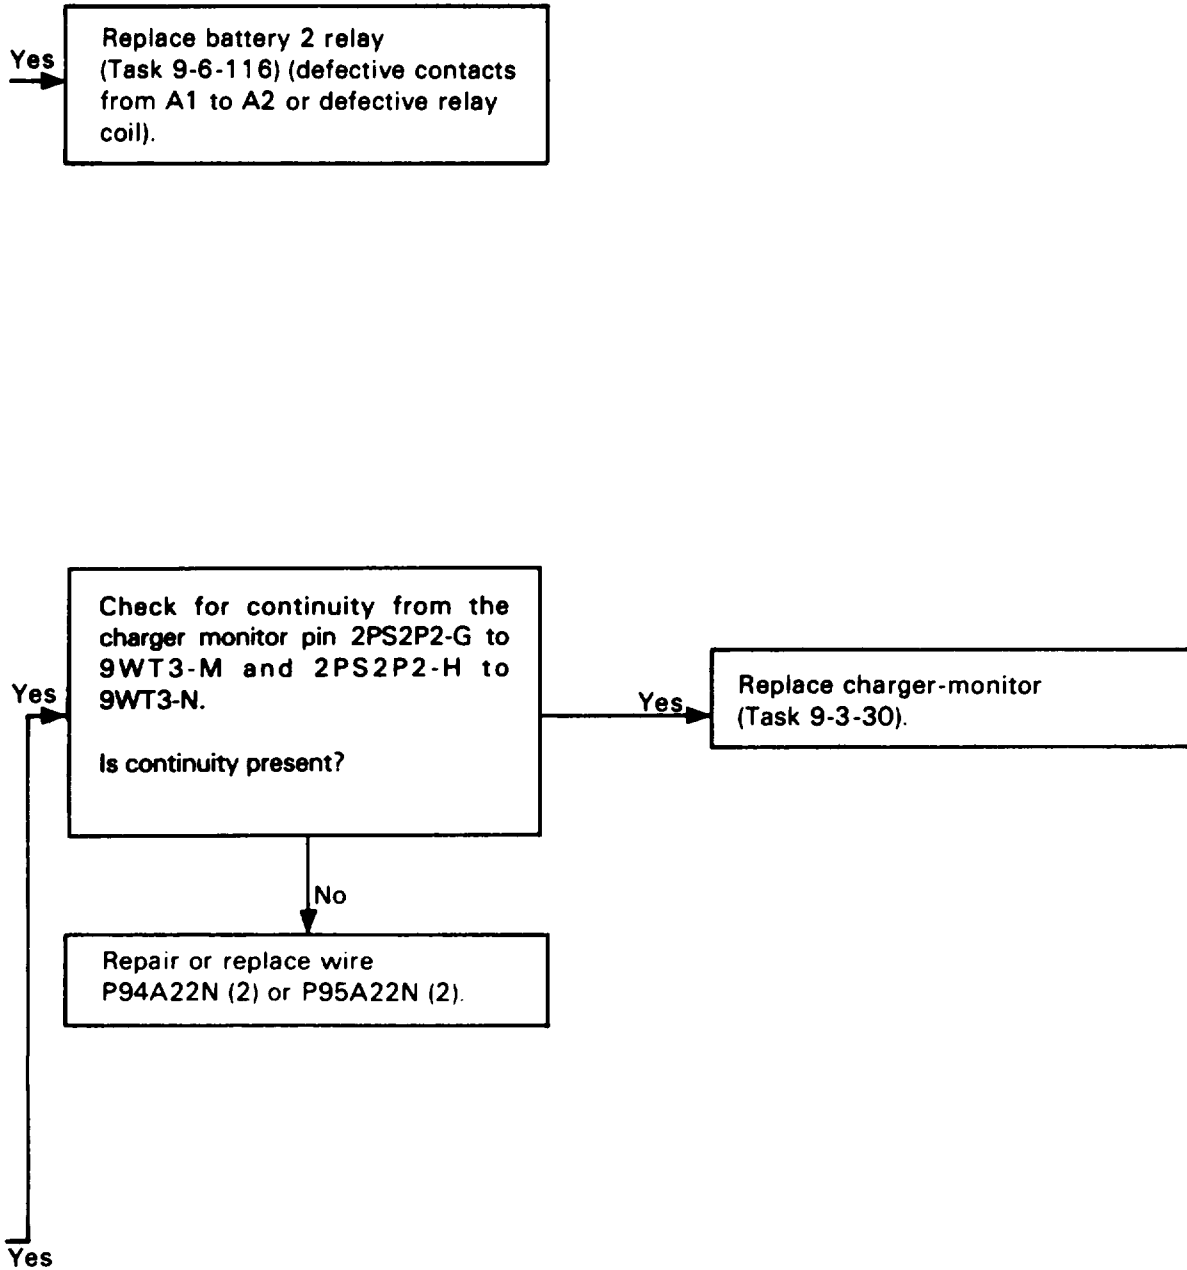 Yes
Replace battery 2 relay
(Task 9-6-116) (defective contacts
from A1 to A2 or defective relay
coil).
Yes
Check for continuity from the
charger monitor pin 2PS2P2-G to
9WT3-M and 2PS2P2-H to
9WT3-N.
Is continuity present?
Yes
Replace charger-monitor
(Task 9-3-30).
No
Repair or replace wire
P94A22N (2) or P95A22N (2).
Yes